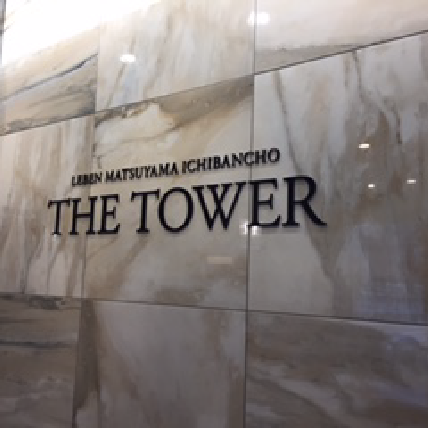 LEBEN MATSUYAMA ICHIBANCHO
THE TOWER